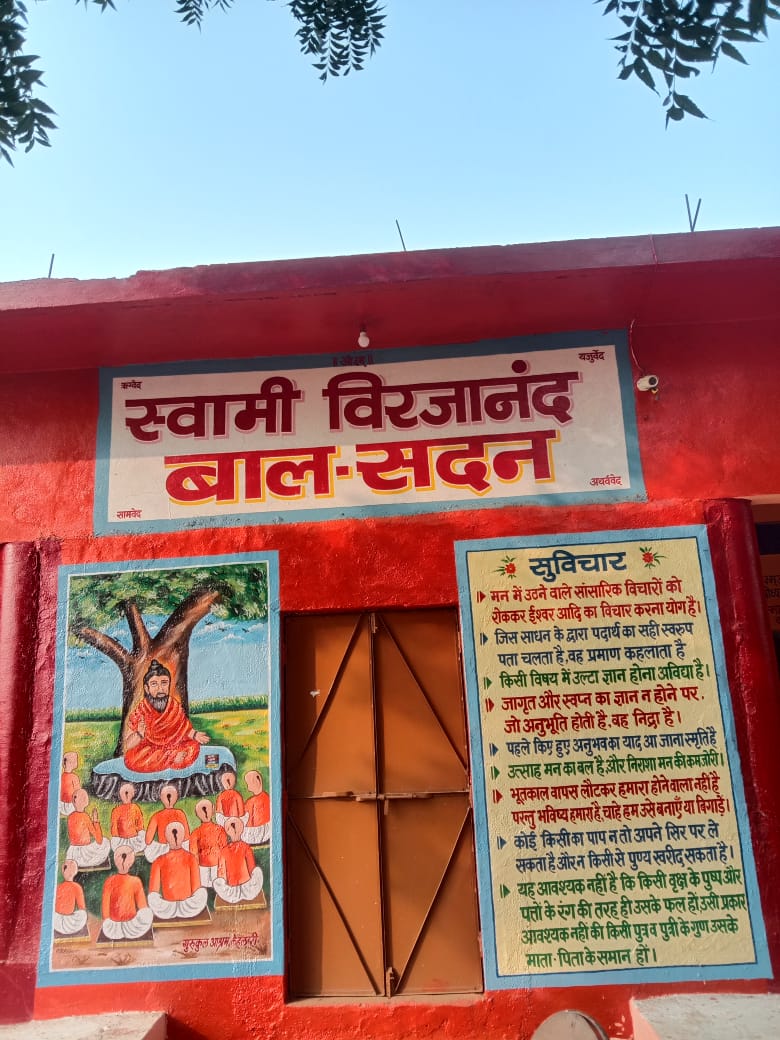 ॥ ओ३म् ॥
ऋग्वेद
यजुर्वेद
स्वामी विरजानंद
बाल-सदन
सामवेद
अथर्ववेद
गुरुकुल आश्रम,
सुविचार
मन में उठने वाले सांसारिक विचारों को
रोककर ईश्वर आदि का विचार करना योग है।
जिस साधन के द्वारा पदार्थ का सही स्वरुप
पता चलता है, वह प्रमाण कहलाता है
किसी विषय में उल्टा ज्ञान होना अविद्या है।
जागृत और स्वप्न का ज्ञान न होने पर,
जो अनुभूति होती है. वह निद्रा है।
पहले किए हुए अनुभव का याद आ जाना स्मृति है
उत्साह मन का बल है, और निराशा मन की कमजोरी।
भूतकाल वापस लौटकर हमारा होने वाला नहीं है
परन्तु भविष्य हमारा है, चाहे हम उसे बनाएँ या बिगाड़ें।
कोई किसी का पाप न तो अपने सिर पर ले
सकता है और न किसी से पुण्य खरीद सकता है।
यह आवश्यक नहीं है कि किसी वृक्ष के पुष्प और
पत्तो के रंग की तरह ही उसके फल हों, उसी प्रकार
आवश्यक नहीं की किसी पुत्र व पुत्री के गुण उसके
माता-पिता के समान हों।